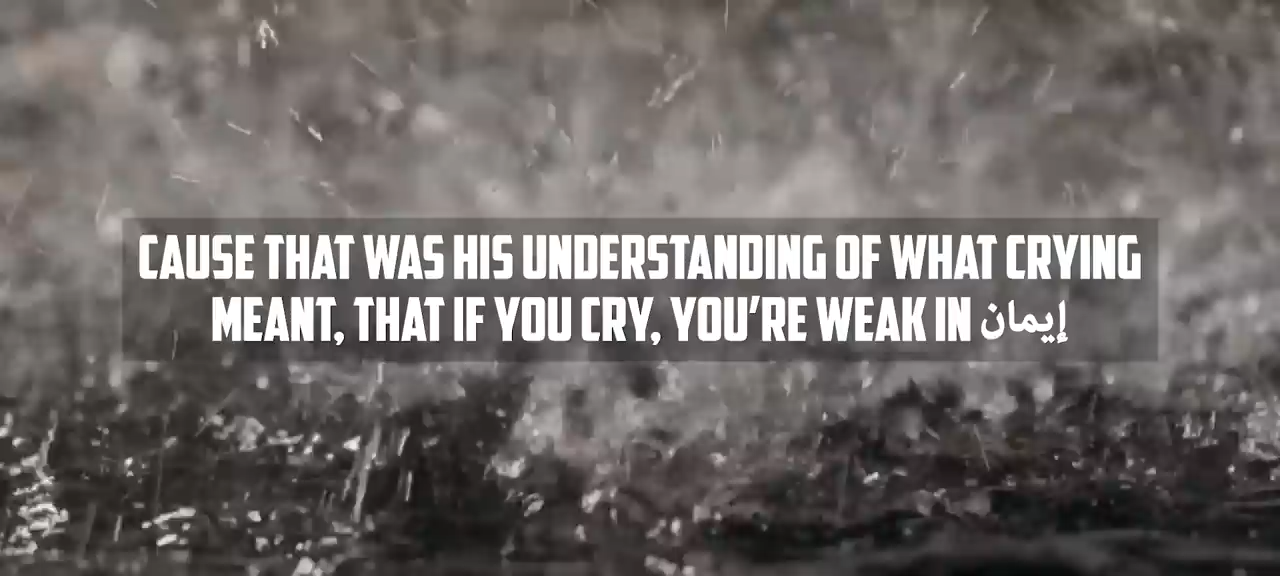 CAUSE THAT WAS HIS UNDERSTANDING OF WHAT CRYING
MEANT, THAT IF YOU CRY, YOU'RE WEAK IN إيمان